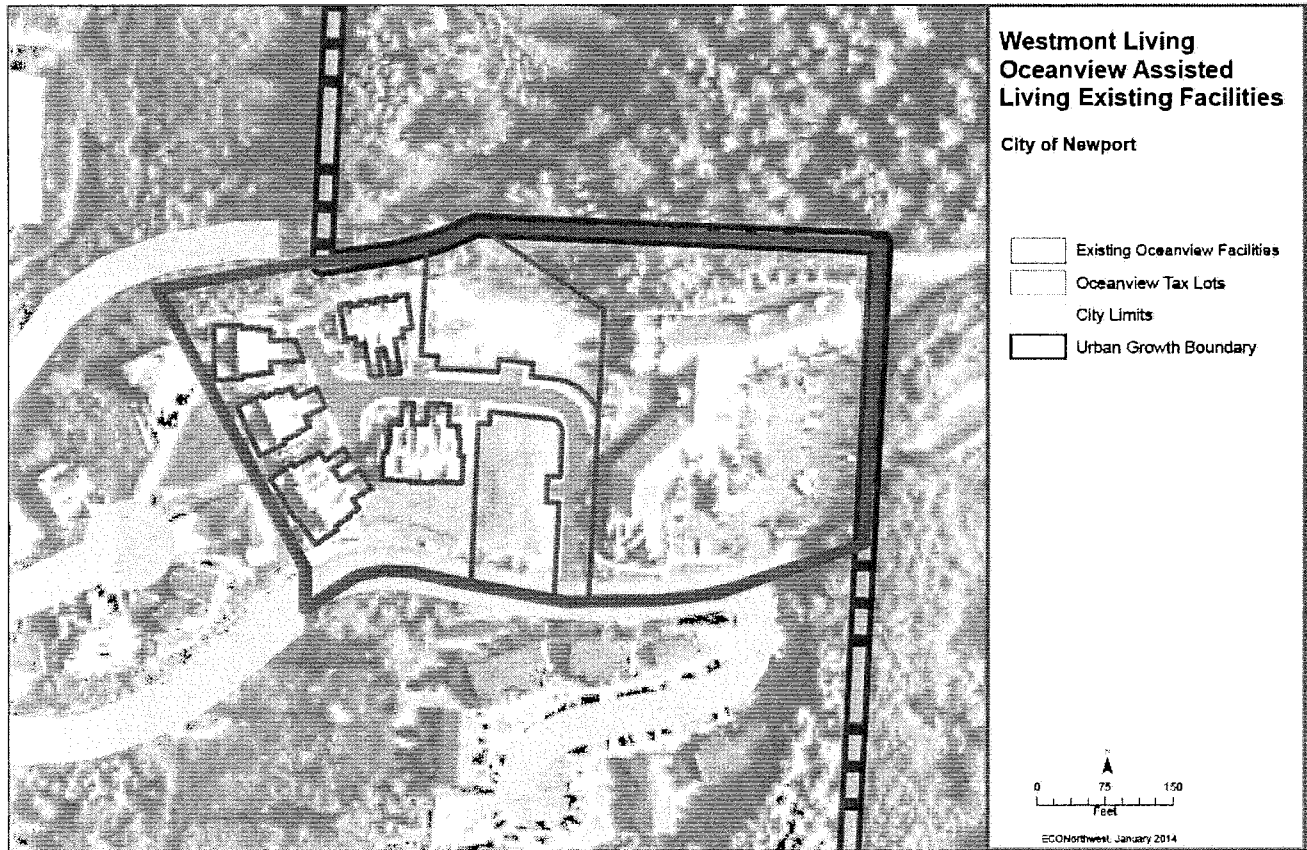 Westmont Living
Oceanview Assisted
Living Existing Facilities
City of Newport
Existing Oceanview Facilities
Oceanview Tax Lots
City Limits
Urban Growth Boundary
N
0 75 150
Feet
ECONorthwest, January 2014